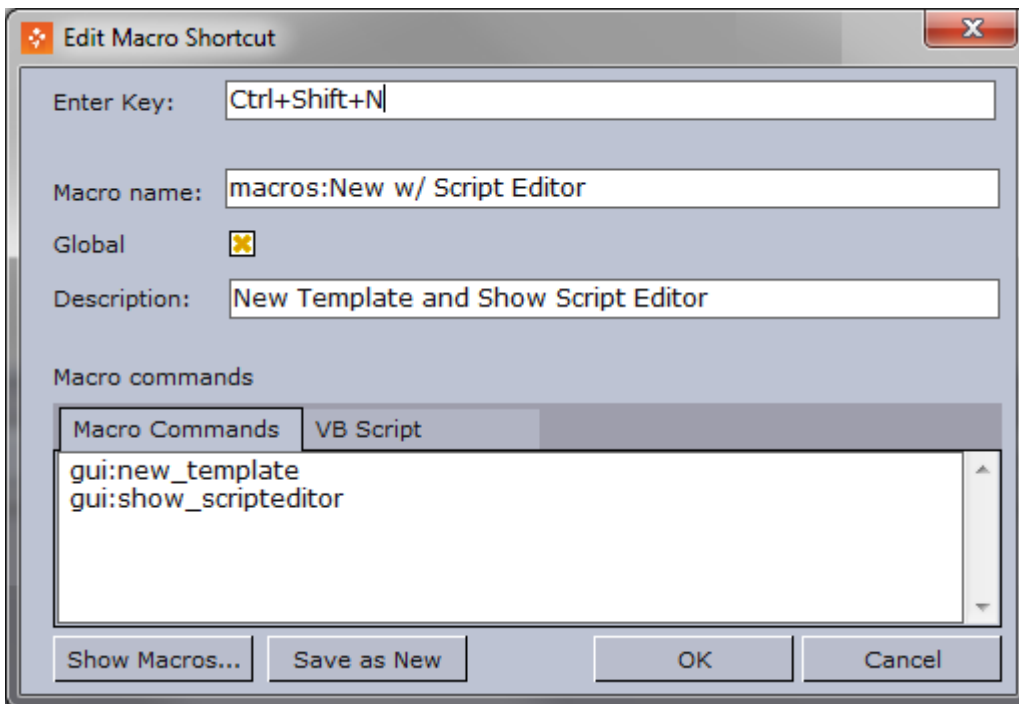 Edit Macro Shortcut
Enter Key: Ctrl+Shift+N
Macro name: macros:New w/ Script Editor
Global
Description: New Template and Show Script Editor
Macro commands
Macro Commands VB Script
gui:new_template
gui:show_scripteditor
Show Macros... Save as New OK Cancel